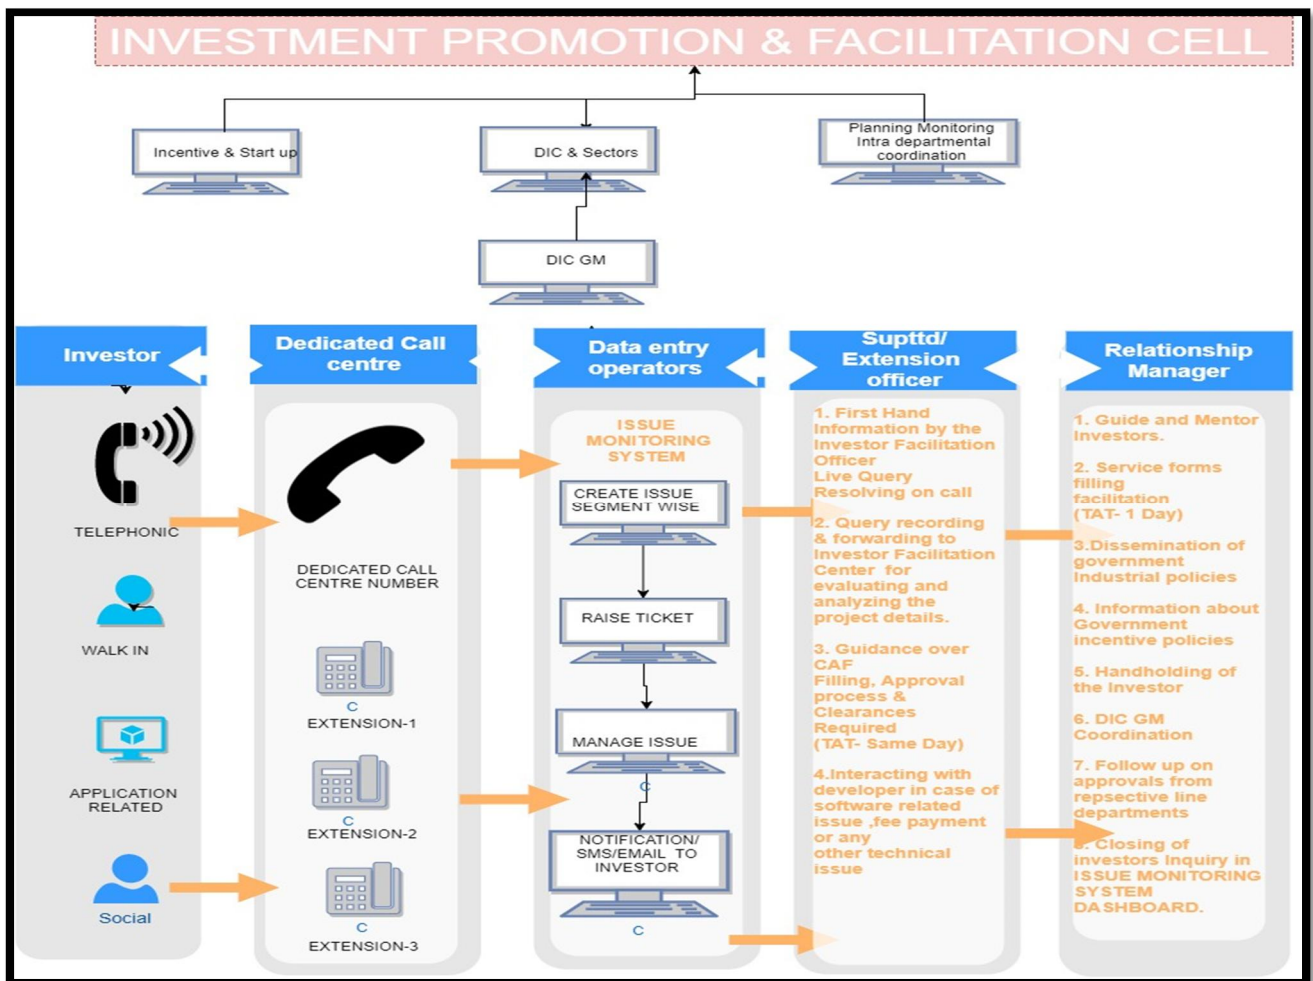 INVESTMENT PROMOTION & FACILITATION CELL
Incentive & Start up
DIC & Sectors
Planning Monitoring
Intra departmental
coordination
DIC GM
Investor
TELEPHONIC
WALK IN
APPLICATION
RELATED
Social
Dedicated Call
centre
DEDICATED CALL
CENTRE NUMBER
C
EXTENSION-1
C
EXTENSION-2
C
EXTENSION-3
Data entry
operators
ISSUE
MONITORING
SYSTEM
CREATE ISSUE
SEGMENT WISE
RAISE TICKET
MANAGE ISSUE
C
NOTIFICATION/
SMS/EMAIL TO
INVESTOR
C
Supttd/
Extension
officer
1. First Hand
Information by the
Investor Facilitation
Officer
Live Query
Resolving on call
2. Query recording
& forwarding to
Investor Facilitation
Center for
evaluating and
analyzing the
project details.
3. Guidance over
CAF
Filling, Approval
process &
Clearances
Required
(TAT- Same Day)
4.Interacting with
developer in case of
software related
issue ,fee payment
or any
other technical
issue
Relationship
Manager
1. Guide and Mentor
Investors.
2. Service forms
filling
facilitation
(TAT- 1 Day)
3.Dissemination of
government
Industrial policies
4. Information about
Government
incentive policies
5. Handholding of
the Investor
6. DIC GM
Coordination
7. Follow up on
approvals from
repsective line
departments
8. Closing of
investors Inquiry in
ISSUE MONITORING
SYSTEM
DASHBOARD.